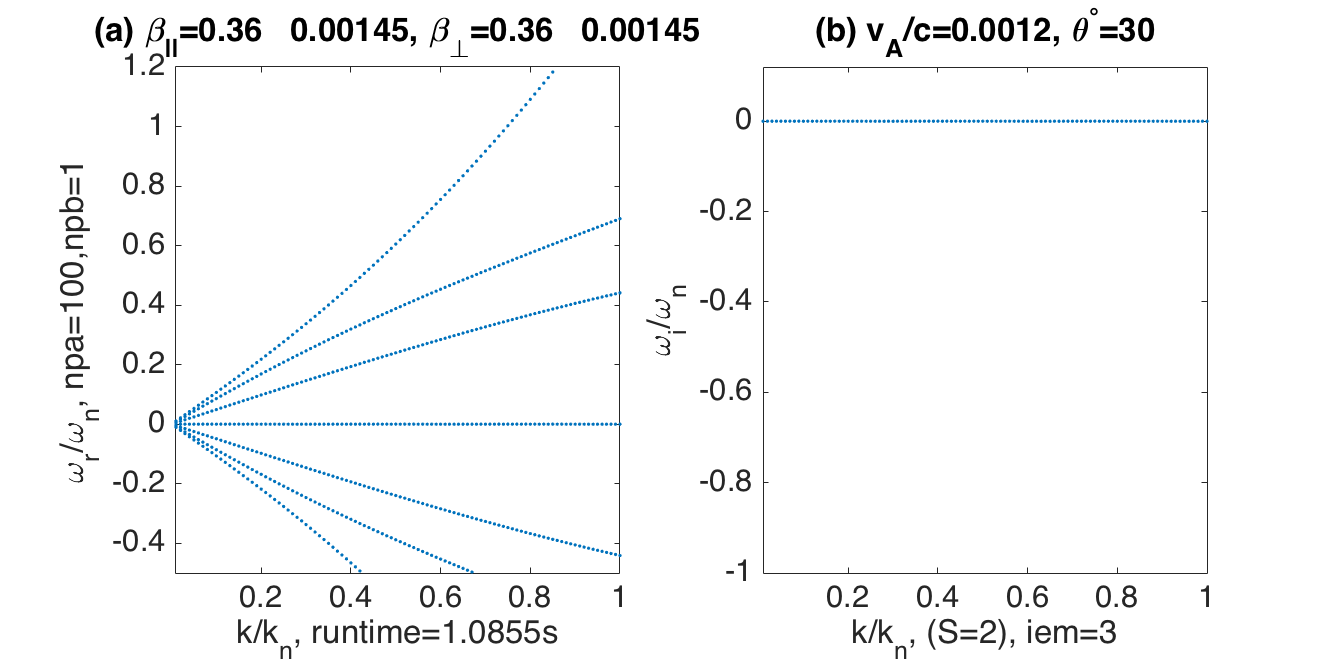 (a) β||=0.36 0.00145, β⊥=0.36 0.00145
1.2
1
0.8
0.6
0.4
0.2
0
-0.2
-0.4
ωr/ωn, npa=100,npb=1
0.2 0.4 0.6 0.8 1
k/kn, runtime=1.0855s
(b) vA/c=0.0012, θ°=30
0
-0.2
-0.4
-0.6
-0.8
-1
ωi/ωn
0.2 0.4 0.6 0.8 1
k/kn, (S=2), iem=3